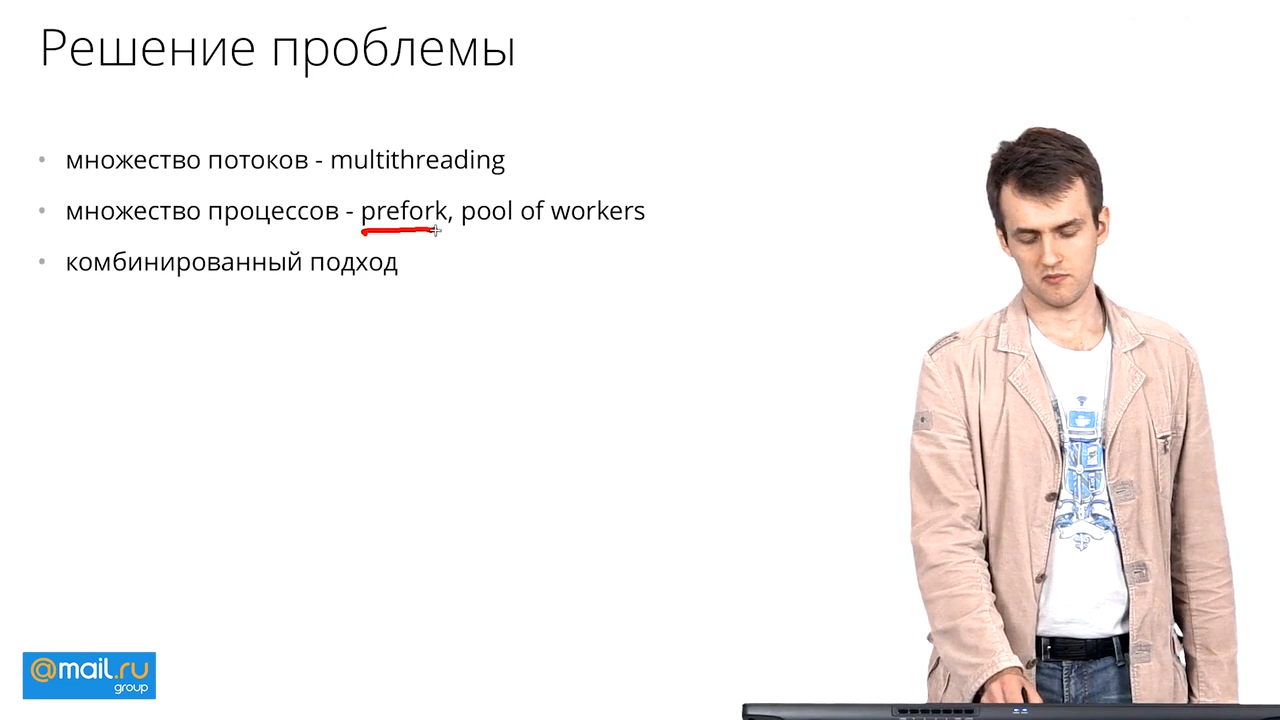 Решение проблемы
• множество потоков - multithreading
• множество процессов - prefork, pool of workers
• комбинированный подход
@mail.ru
group